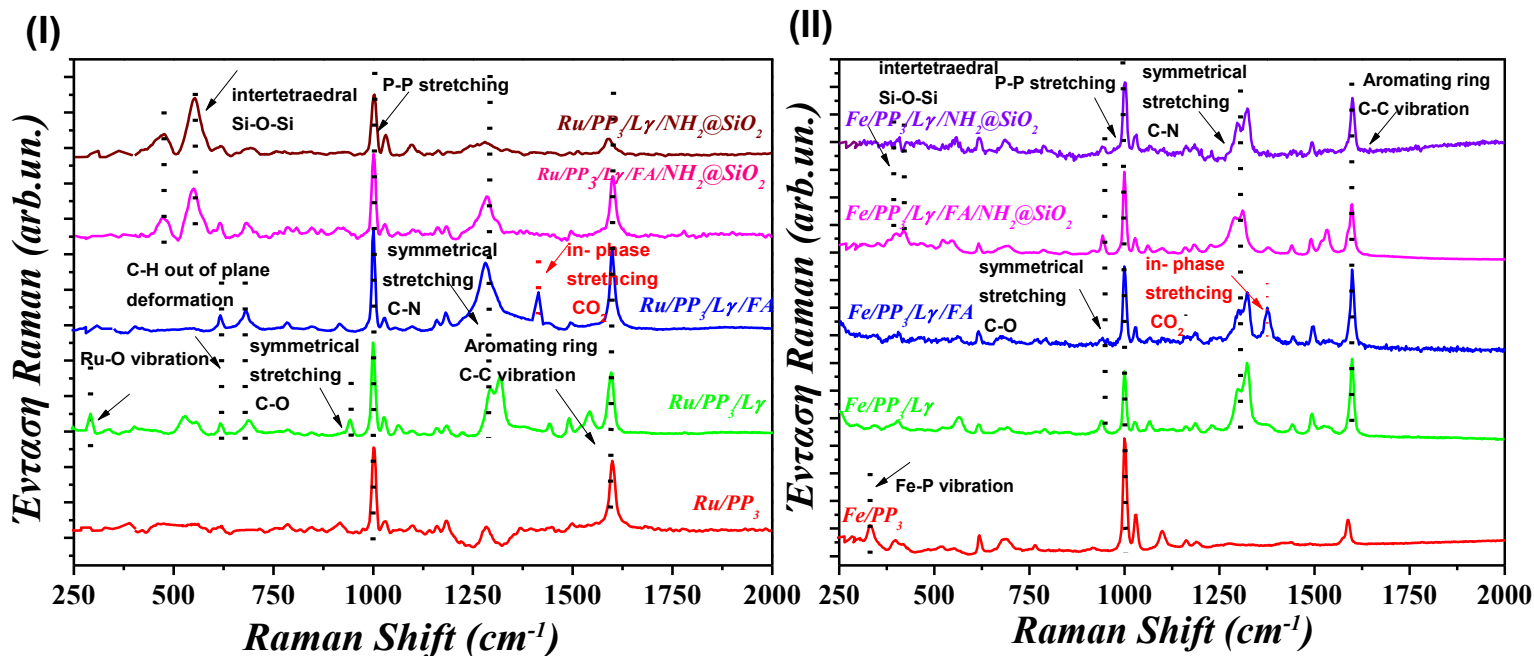 (I)
P-P stretching
intertetraedral
Si-O-Si
Ru/PP₃/Lγ/NH₂@SiO₂
Ru/PP₃/Lγ/FA/NH₂@SiO₂
symmetrical
stretching
C-N
in- phase
strethcing
CO₂
C-H out of plane
deformation
Ru/PP₃/Lγ/FA
Ru-O vibration
symmetrical
stretching
C-O
Aromating ring
C-C vibration
Ru/PP₃/Lγ
Ru/PP₃
Ένταση Raman (arb.un.)
250 500 750 1000 1250 1500 1750 2000
Raman Shift (cm⁻¹)
(II)
intertetraedral
Si-O-Si
P-P stretching
symmetrical
stretching
C-N
Aromating ring
C-C vibration
Fe/PP₃/Lγ/NH₂@SiO₂
Fe/PP₃/Lγ/FA/NH₂@SiO₂
symmetrical
stretching
C-O
in- phase
strethcing
CO₂
Fe/PP₃/Lγ/FA
Fe/PP₃/Lγ
Fe-P vibration
Fe/PP₃
Ένταση Raman (arb.un.)
250 500 750 1000 1250 1500 1750 2000
Raman Shift (cm⁻¹)